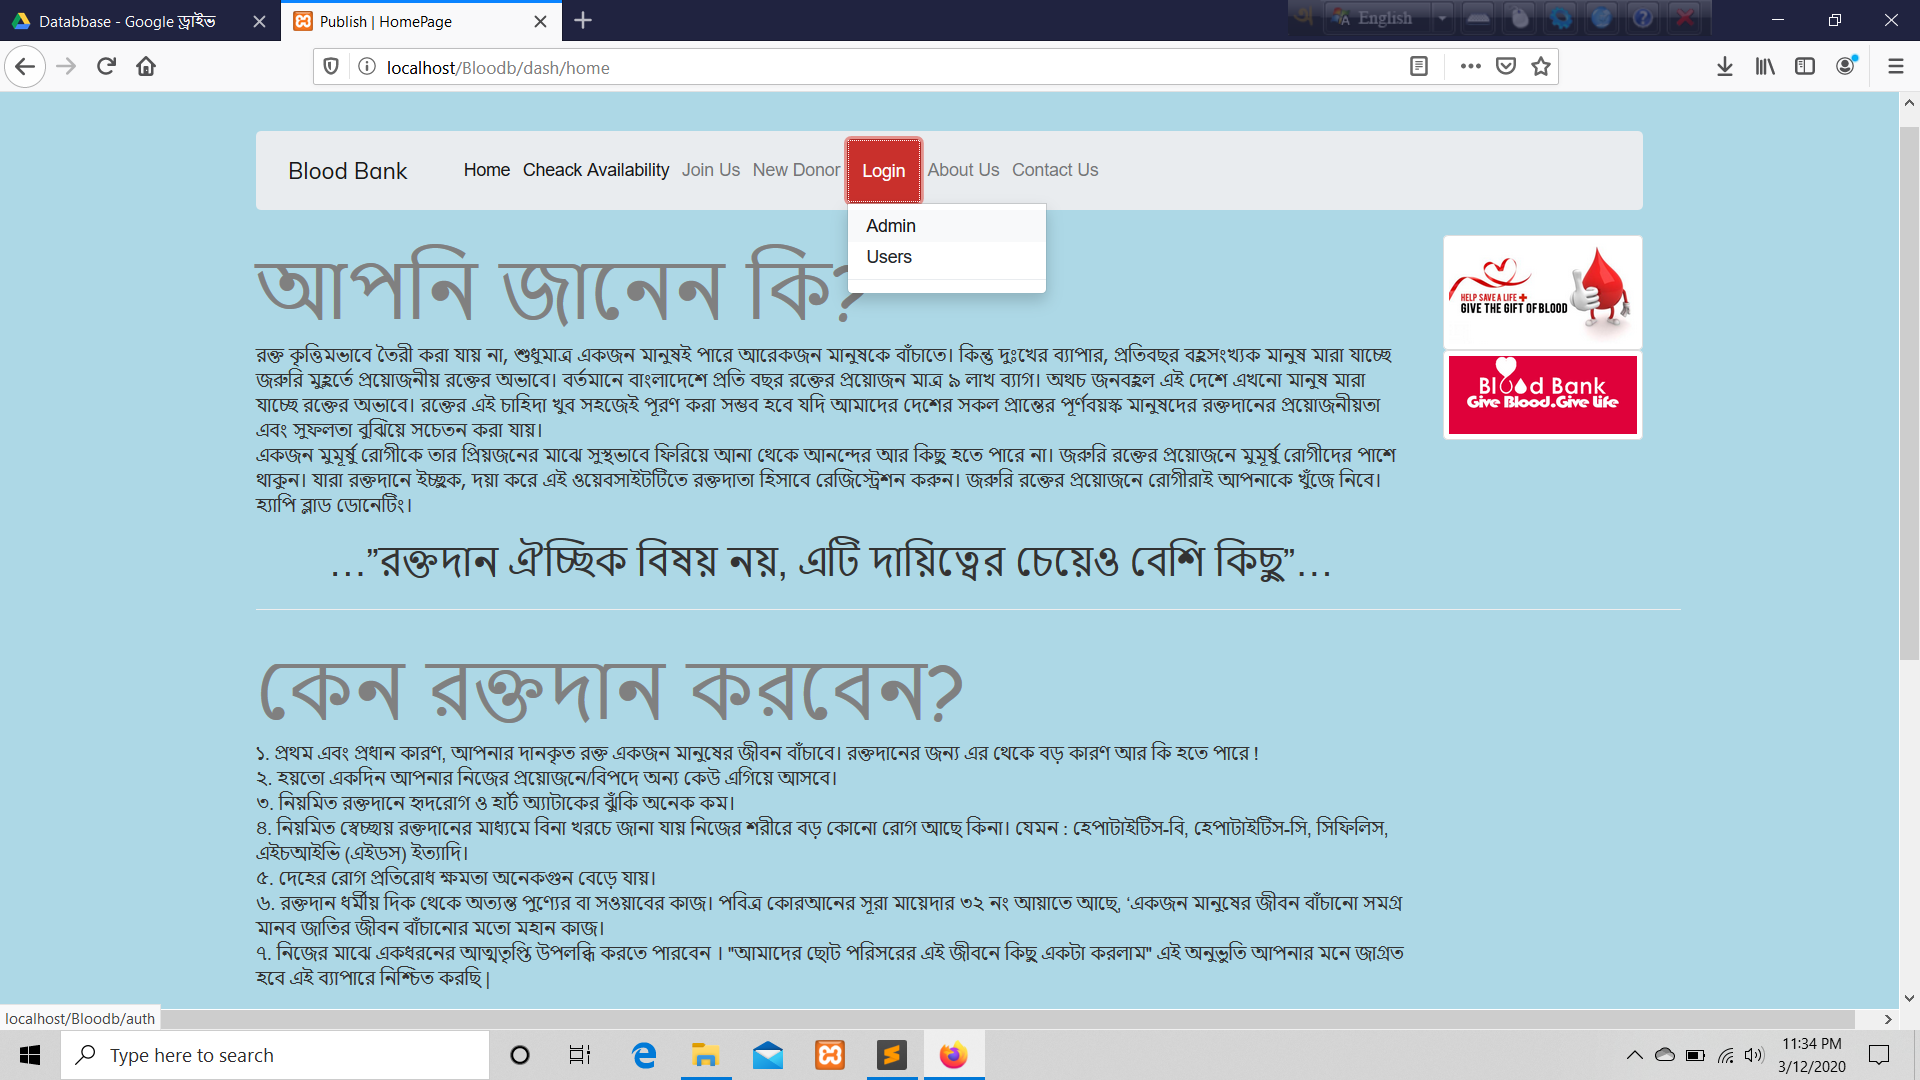 Databbase - Google ড্রাইভ
Publish | HomePage
English
localhost/Bloodb/dash/home
Blood Bank Home Cheack Availability Join Us New Donor Login About Us Contact Us
Admin
Users
আপনি জানেন কি?
HELP SAVE A LIFE
GIVE THE GIFT OF BLOOD
Blood Bank
Give Blood.Give Life
রক্ত কৃত্তিমভাবে তৈরী করা যায় না, শুধুমাত্র একজন মানুষই পারে আরেকজন মানুষকে বাঁচাতে। কিন্তু দুঃখের ব্যাপার, প্রতিবছর বহুসংখ্যক মানুষ মারা যাচ্ছে
জরুরি মুহূর্তে প্রয়োজনীয় রক্তের অভাবে। বর্তমানে বাংলাদেশে প্রতি বছর রক্তের প্রয়োজন মাত্র ৯ লাখ ব্যাগ। অথচ জনবহুল এই দেশে এখনো মানুষ মারা
যাচ্ছে রক্তের অভাবে। রক্তের এই চাহিদা খুব সহজেই পূরণ করা সম্ভব হবে যদি আমাদের দেশের সকল প্রান্তের পূর্ণবয়স্ক মানুষদের রক্তদানের প্রয়োজনীয়তা
এবং সুফলতা বুঝিয়ে সচেতন করা যায়।
একজন মুমূর্ষু রোগীকে তার প্রিয়জনের মাঝে সুস্থভাবে ফিরিয়ে আনা থেকে আনন্দের আর কিছু হতে পারে না। জরুরি রক্তের প্রয়োজনে মুমূর্ষু রোগীদের পাশে
থাকুন। যারা রক্তদানে ইচ্ছুক, দয়া করে এই ওয়েবসাইটটিতে রক্তদাতা হিসাবে রেজিস্ট্রেশন করুন। জরুরি রক্তের প্রয়োজনে রোগীরাই আপনাকে খুঁজে নিবে।
হ্যাপি ব্লাড ডোনেটিং।
…”রক্তদান ঐচ্ছিক বিষয় নয়, এটি দায়িত্বের চেয়েও বেশি কিছু”…
কেন রক্তদান করবেন?
১. প্রথম এবং প্রধান কারণ, আপনার দানকৃত রক্ত একজন মানুষের জীবন বাঁচাবে। রক্তদানের জন্য এর থেকে বড় কারণ আর কি হতে পারে !
২. হয়তো একদিন আপনার নিজের প্রয়োজনে/বিপদে অন্য কেউ এগিয়ে আসবে।
৩. নিয়মিত রক্তদানে হৃদরোগ ও হার্ট অ্যাটাকের ঝুঁকি অনেক কম।
৪. নিয়মিত স্বেচ্ছায় রক্তদানের মাধ্যমে বিনা খরচে জানা যায় নিজের শরীরে বড় কোনো রোগ আছে কিনা। যেমন : হেপাটাইটিস-বি, হেপাটাইটিস-সি, সিফিলিস,
এইচআইভি (এইডস) ইত্যাদি।
৫. দেহের রোগ প্রতিরোধ ক্ষমতা অনেকগুন বেড়ে যায়।
৬. রক্তদান ধর্মীয় দিক থেকে অত্যন্ত পুণ্যের বা সওয়াবের কাজ। পবিত্র কোরআনের সূরা মায়েদার ৩২ নং আয়াতে আছে, ‘একজন মানুষের জীবন বাঁচানো সমগ্র
মানব জাতির জীবন বাঁচানোর মতো মহান কাজ।
৭. নিজের মাঝে একধরনের আত্মতৃপ্তি উপলব্ধি করতে পারবেন । "আমাদের ছোট পরিসরের এই জীবনে কিছু একটা করলাম" এই অনুভুতি আপনার মনে জাগ্রত
হবে এই ব্যাপারে নিশ্চিত করছি |
localhost/Bloodb/auth
Type here to search
11:34 PM
3/12/2020